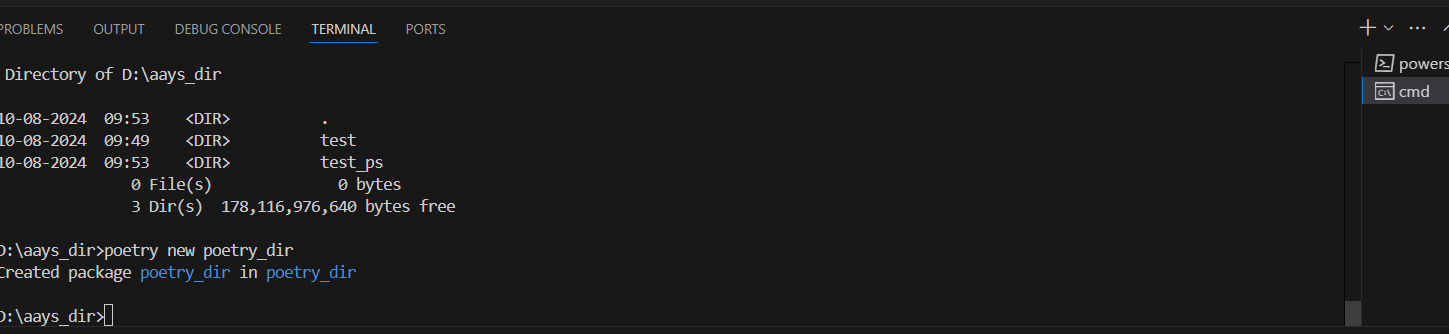 PROBLEMS OUTPUT DEBUG CONSOLE TERMINAL PORTS
Directory of D:\aays_dir
powers
cmd
10-08-2024  09:53    <DIR>          .
10-08-2024  09:49    <DIR>          test
10-08-2024  09:53    <DIR>          test_ps
0 File(s)              0 bytes
3 Dir(s)  178,116,976,640 bytes free
D:\aays_dir>poetry new poetry_dir
Created package poetry_dir in poetry_dir
D:\aays_dir>